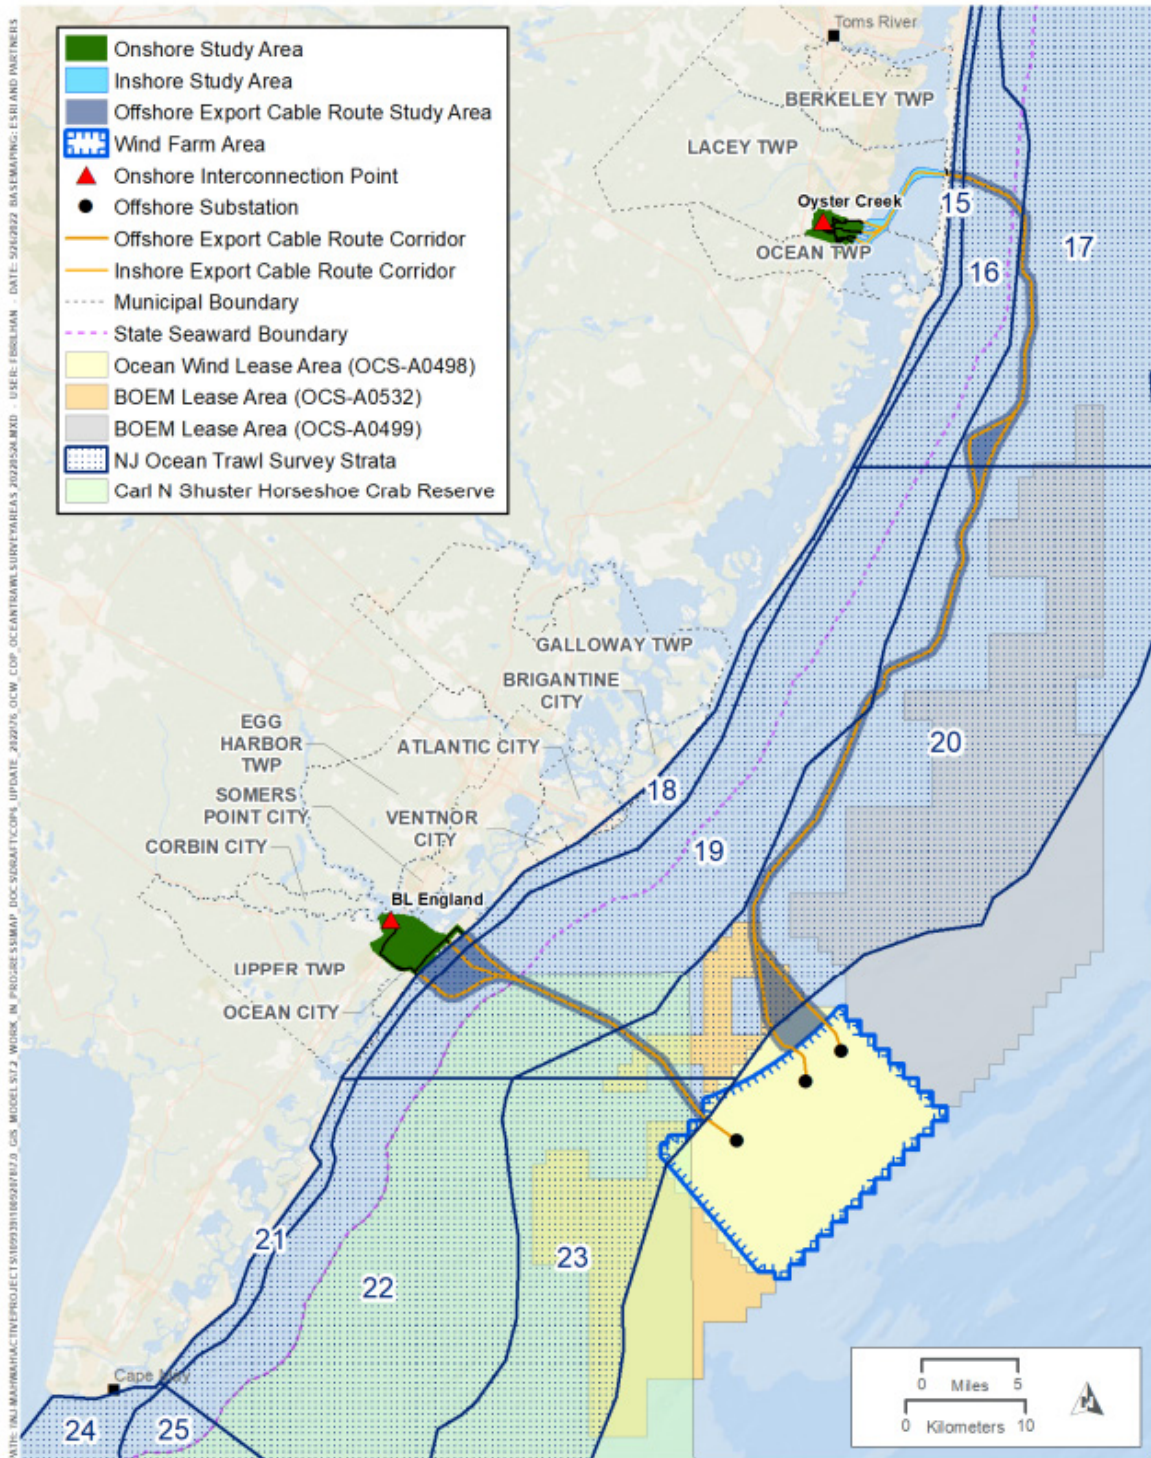 Onshore Study Area
Inshore Study Area
Offshore Export Cable Route Study Area
Wind Farm Area
Onshore Interconnection Point
Offshore Substation
Offshore Export Cable Route Corridor
Inshore Export Cable Route Corridor
Municipal Boundary
State Seaward Boundary
Ocean Wind Lease Area (OCS-A0498)
BOEM Lease Area (OCS-A0532)
BOEM Lease Area (OCS-A0499)
NJ Ocean Trawl Survey Strata
Carl N Shuster Horseshoe Crab Reserve
Toms River
BERKELEY TWP
LACEY TWP
Oyster Creek
15
OCEAN TWP
17
16
GALLOWAY TWP
BRIGANTINE
CITY
EGG
HARBOR
TWP
ATLANTIC CITY
20
18
SOMERS
POINT CITY
VENTNOR
CITY
CORBIN CITY
19
BL England
UPPER TWP
OCEAN CITY
21
23
22
Cape May
24
25
0 Miles 5
0 Kilometers 10